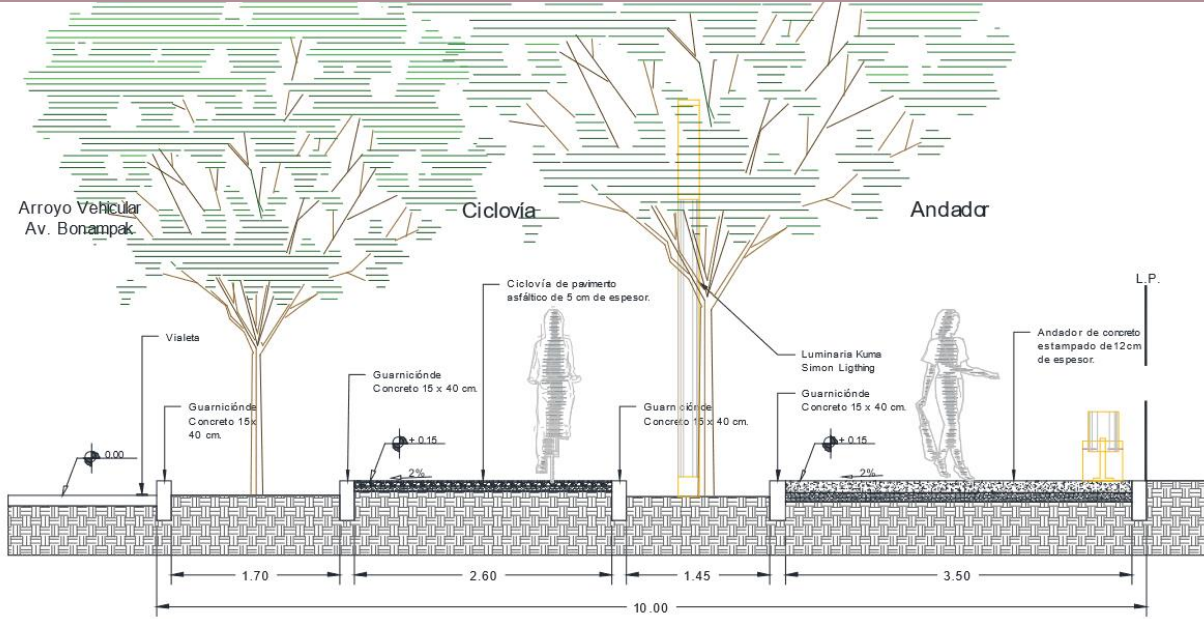 Arroyo Vehicular
Av. Bonampak
Ciclovía
Andador
L.P.
Vialeta
Ciclovía de pavimento
asfáltico de 5 cm de espesor.
Guarniciónde
Concreto 15 x 40 cm.
Guarniciónde
Concreto 15 x
40 cm.
Guarniciónde
Concreto 15 x 40 cm.
Luminaria Kuma
Simon Ligthing
Guarniciónde
Concreto 15 x 40 cm.
Andador de concreto
estampado de 12cm
de espesor.
0.00
+ 0.15
2%
+ 0.15
2%
1.70
2.60
1.45
3.50
10.00